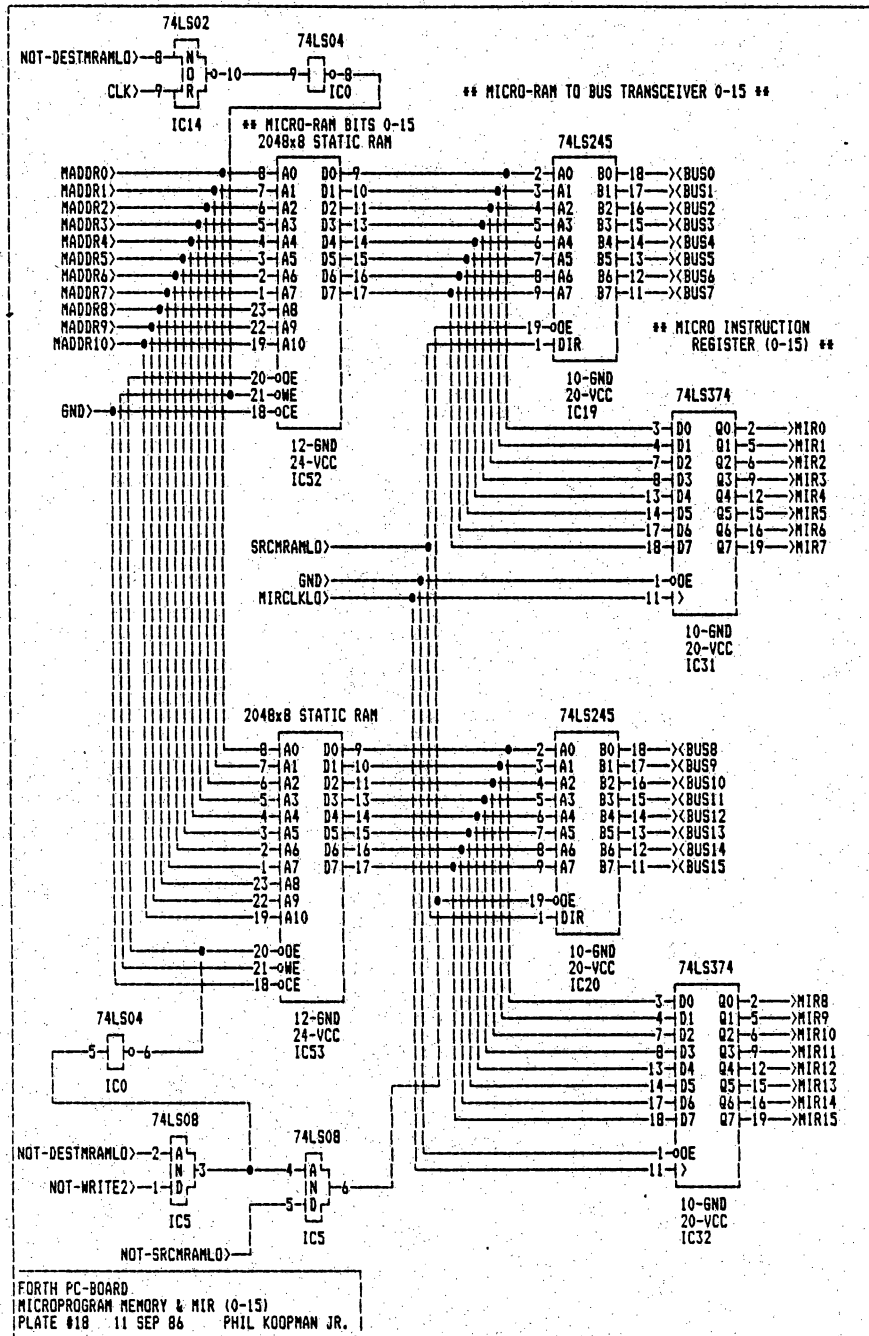 74LS02
74LS04
NOT-DESTMRAMLO>—8 N O R 10 9 8
CLK>—9
IC0
IC14
** MICRO-RAM TO BUS TRANSCEIVER 0-15 **
** MICRO-RAM BITS 0-15
2048x8 STATIC RAM
74LS245
MADDR0> 8 A0 D0 9 2 A0 B0 18 ><BUS0
MADDR1> 7 A1 D1 10 3 A1 B1 17 ><BUS1
MADDR2> 6 A2 D2 11 4 A2 B2 16 ><BUS2
MADDR3> 5 A3 D3 13 5 A3 B3 15 ><BUS3
MADDR4> 4 A4 D4 14 6 A4 B4 14 ><BUS4
MADDR5> 3 A5 D5 15 7 A5 B5 13 ><BUS5
MADDR6> 2 A6 D6 16 8 A6 B6 12 ><BUS6
MADDR7> 1 A7 D7 17 9 A7 B7 11 ><BUS7
MADDR8> 23 A8
MADDR9> 22 A9 19 OE
MADDR10> 19 A10 1 DIR
** MICRO INSTRUCTION
REGISTER (0-15) **
20 OE
21 WE
GND> 18 CE
10-GND
20-VCC
IC19
74LS374
12-GND
24-VCC
IC52
3 D0 Q0 2 >MIR0
4 D1 Q1 5 >MIR1
7 D2 Q2 6 >MIR2
8 D3 Q3 9 >MIR3
13 D4 Q4 12 >MIR4
14 D5 Q5 15 >MIR5
17 D6 Q6 16 >MIR6
18 D7 Q7 19 >MIR7
SRCMRAMLO>
GND> 1 OE
MIRCLKLO> 11 >
10-GND
20-VCC
IC31
2048x8 STATIC RAM
74LS245
8 A0 D0 9 2 A0 B0 18 ><BUS8
7 A1 D1 10 3 A1 B1 17 ><BUS9
6 A2 D2 11 4 A2 B2 16 ><BUS10
5 A3 D3 13 5 A3 B3 15 ><BUS11
4 A4 D4 14 6 A4 B4 14 ><BUS12
3 A5 D5 15 7 A5 B5 13 ><BUS13
2 A6 D6 16 8 A6 B6 12 ><BUS14
1 A7 D7 17 9 A7 B7 11 ><BUS15
23 A8
22 A9 19 OE
19 A10 1 DIR
20 OE
21 WE
18 CE
10-GND
20-VCC
IC20
74LS374
12-GND
24-VCC
IC53
3 D0 Q0 2 >MIR8
4 D1 Q1 5 >MIR9
7 D2 Q2 6 >MIR10
8 D3 Q3 9 >MIR11
13 D4 Q4 12 >MIR12
14 D5 Q5 15 >MIR13
17 D6 Q6 16 >MIR14
18 D7 Q7 19 >MIR15
1 OE
11 >
10-GND
20-VCC
IC32
74LS04
5 6
IC0
74LS08
74LS08
NOT-DESTMRAMLO> 2 A N D 3 4 A N D 6
NOT-WRITE2> 1 5
IC5
IC5
NOT-SRCMRAMLO>
FORTH PC-BOARD
MICROPROGRAM MEMORY & MIR (0-15)
PLATE #18 11 SEP 86 PHIL KOOPMAN JR.